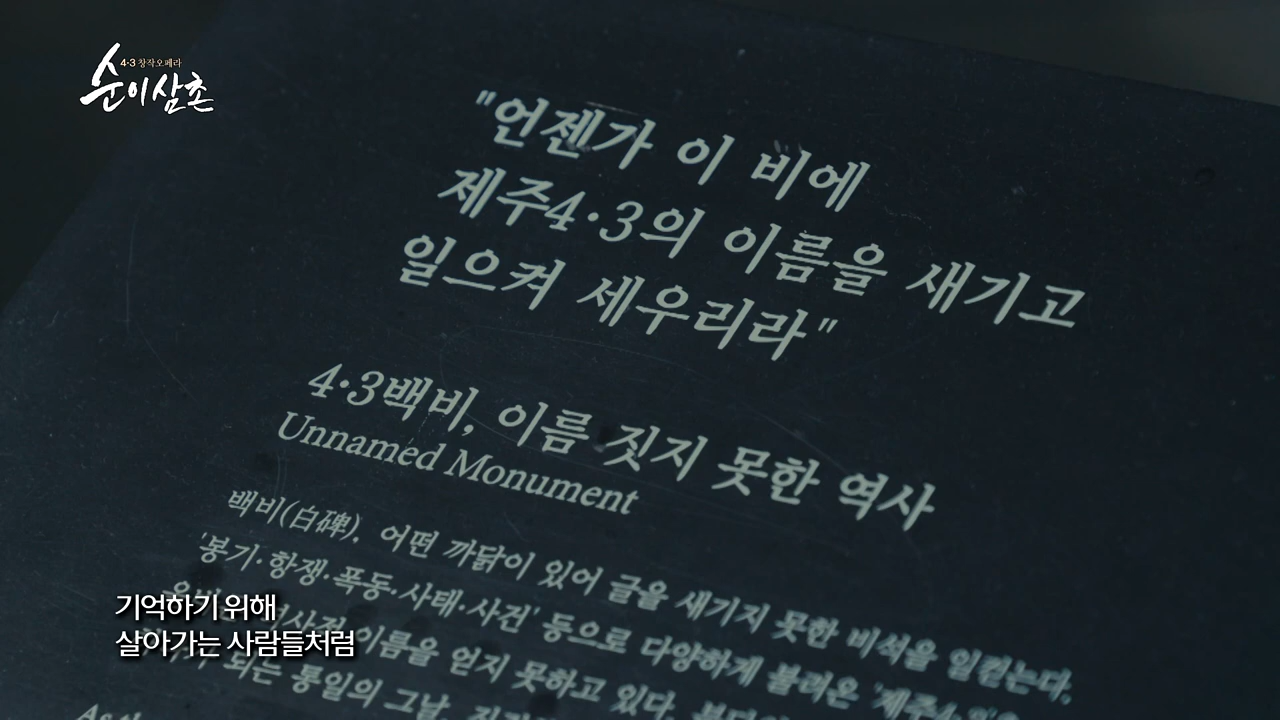 4·3 창작오페라
순이삼촌
"언젠가 이 비에
제주4·3의 이름을 새기고
일으켜 세우리라"
4·3백비, 이름 짓지 못한 역사
Unnamed Monument
백비(白碑). 어떤 까닭이 있어 글을 새기지 못한 비석을 일컫는다.
'봉기·항쟁·폭동·사태·사건' 등으로 다양하게 불려온 '제주4·3'은
이름을 얻지 못하고 있다.
되는 통일의 그날,
기억하기 위해
살아가는 사람들처럼